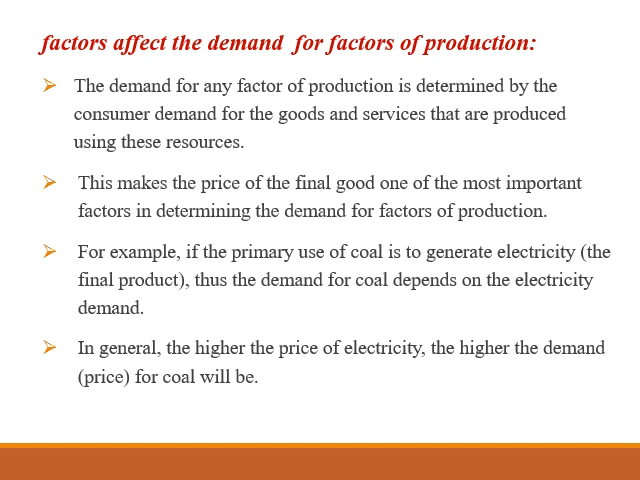 factors affect the demand  for factors of production:
The demand for any factor of production is determined by the
consumer demand for the goods and services that are produced
using these resources.
This makes the price of the final good one of the most important
factors in determining the demand for factors of production.
For example, if the primary use of coal is to generate electricity (the
final product), thus the demand for coal depends on the electricity
demand.
In general, the higher the price of electricity, the higher the demand
(price) for coal will be.